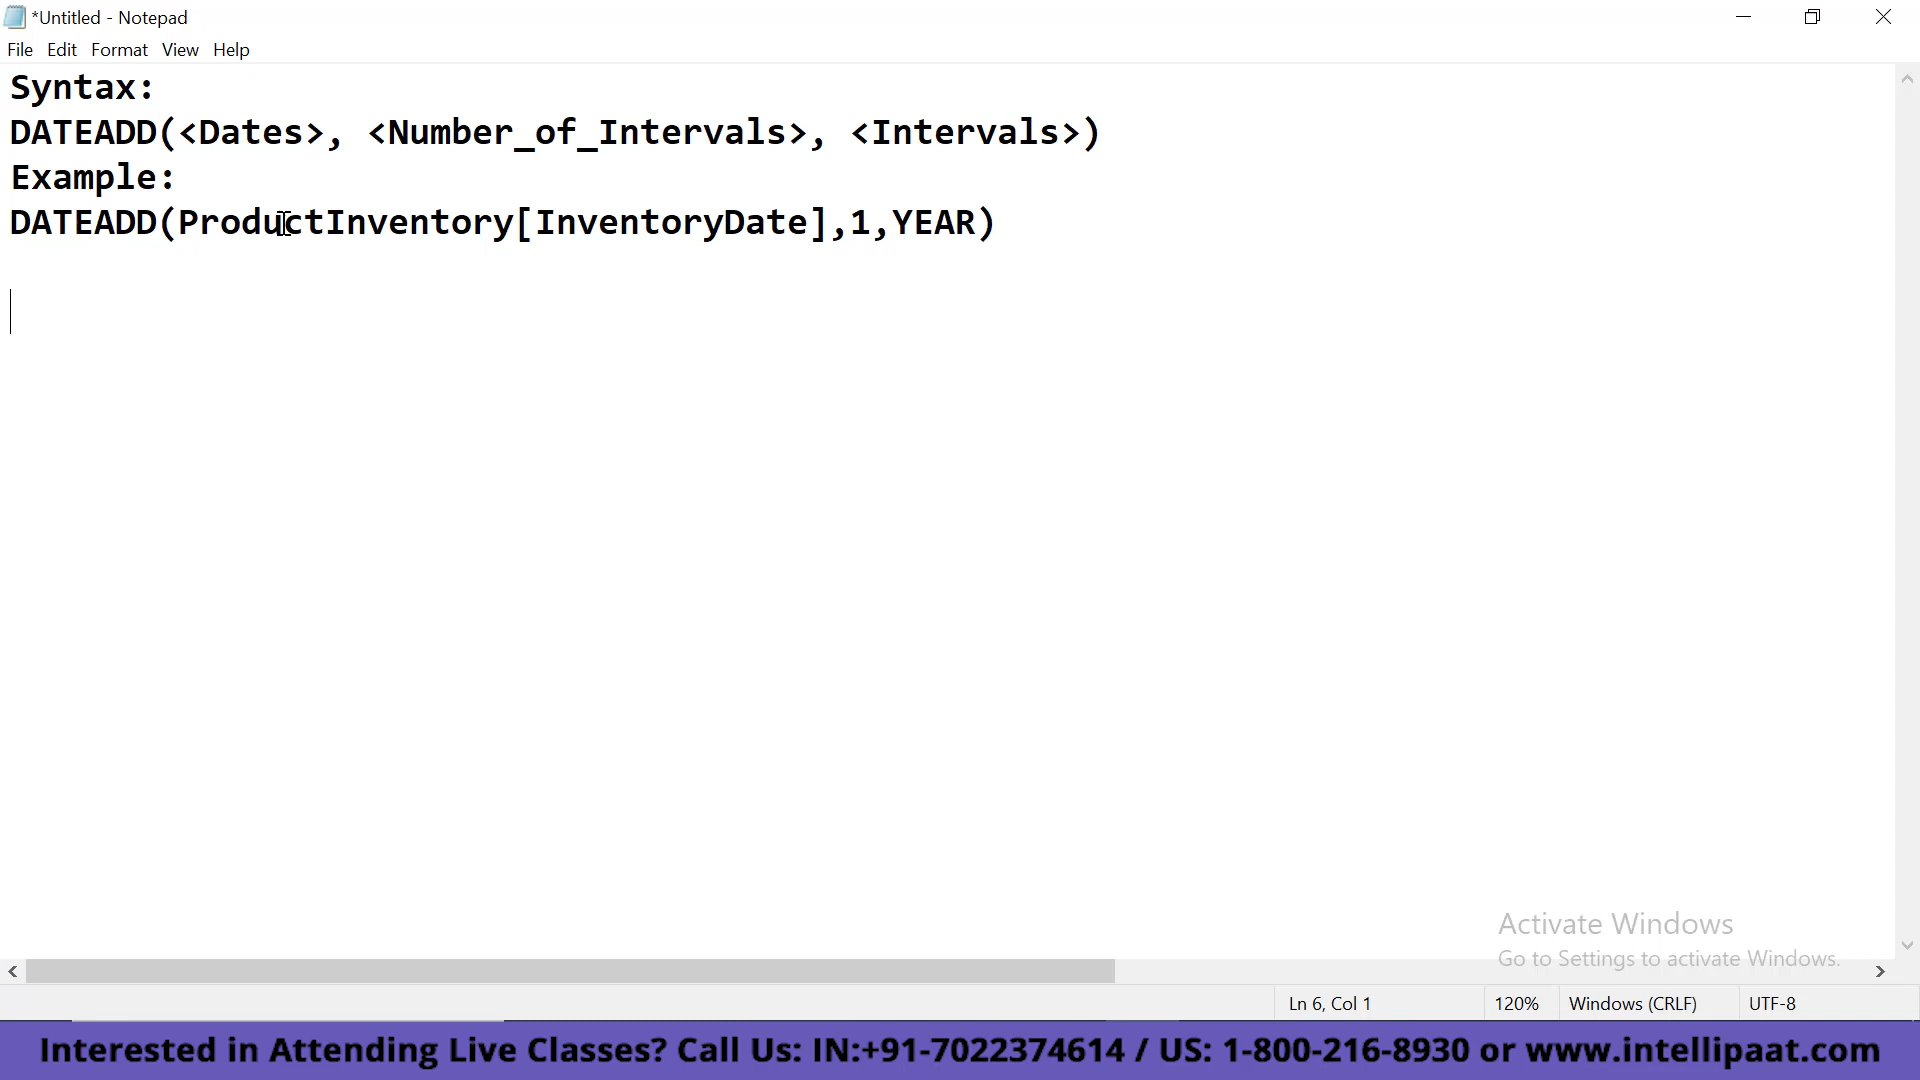 *Untitled - Notepad
File Edit Format View Help
Syntax:
DATEADD(<Dates>, <Number_of_Intervals>, <Intervals>)
Example:
DATEADD(ProductInventory[InventoryDate],1,YEAR)
Activate Windows
Go to Settings to activate Windows.
Ln 6, Col 1 120% Windows (CRLF) UTF-8
Interested in Attending Live Classes? Call Us: IN:+91-7022374614 / US: 1-800-216-8930 or www.intellipaat.com